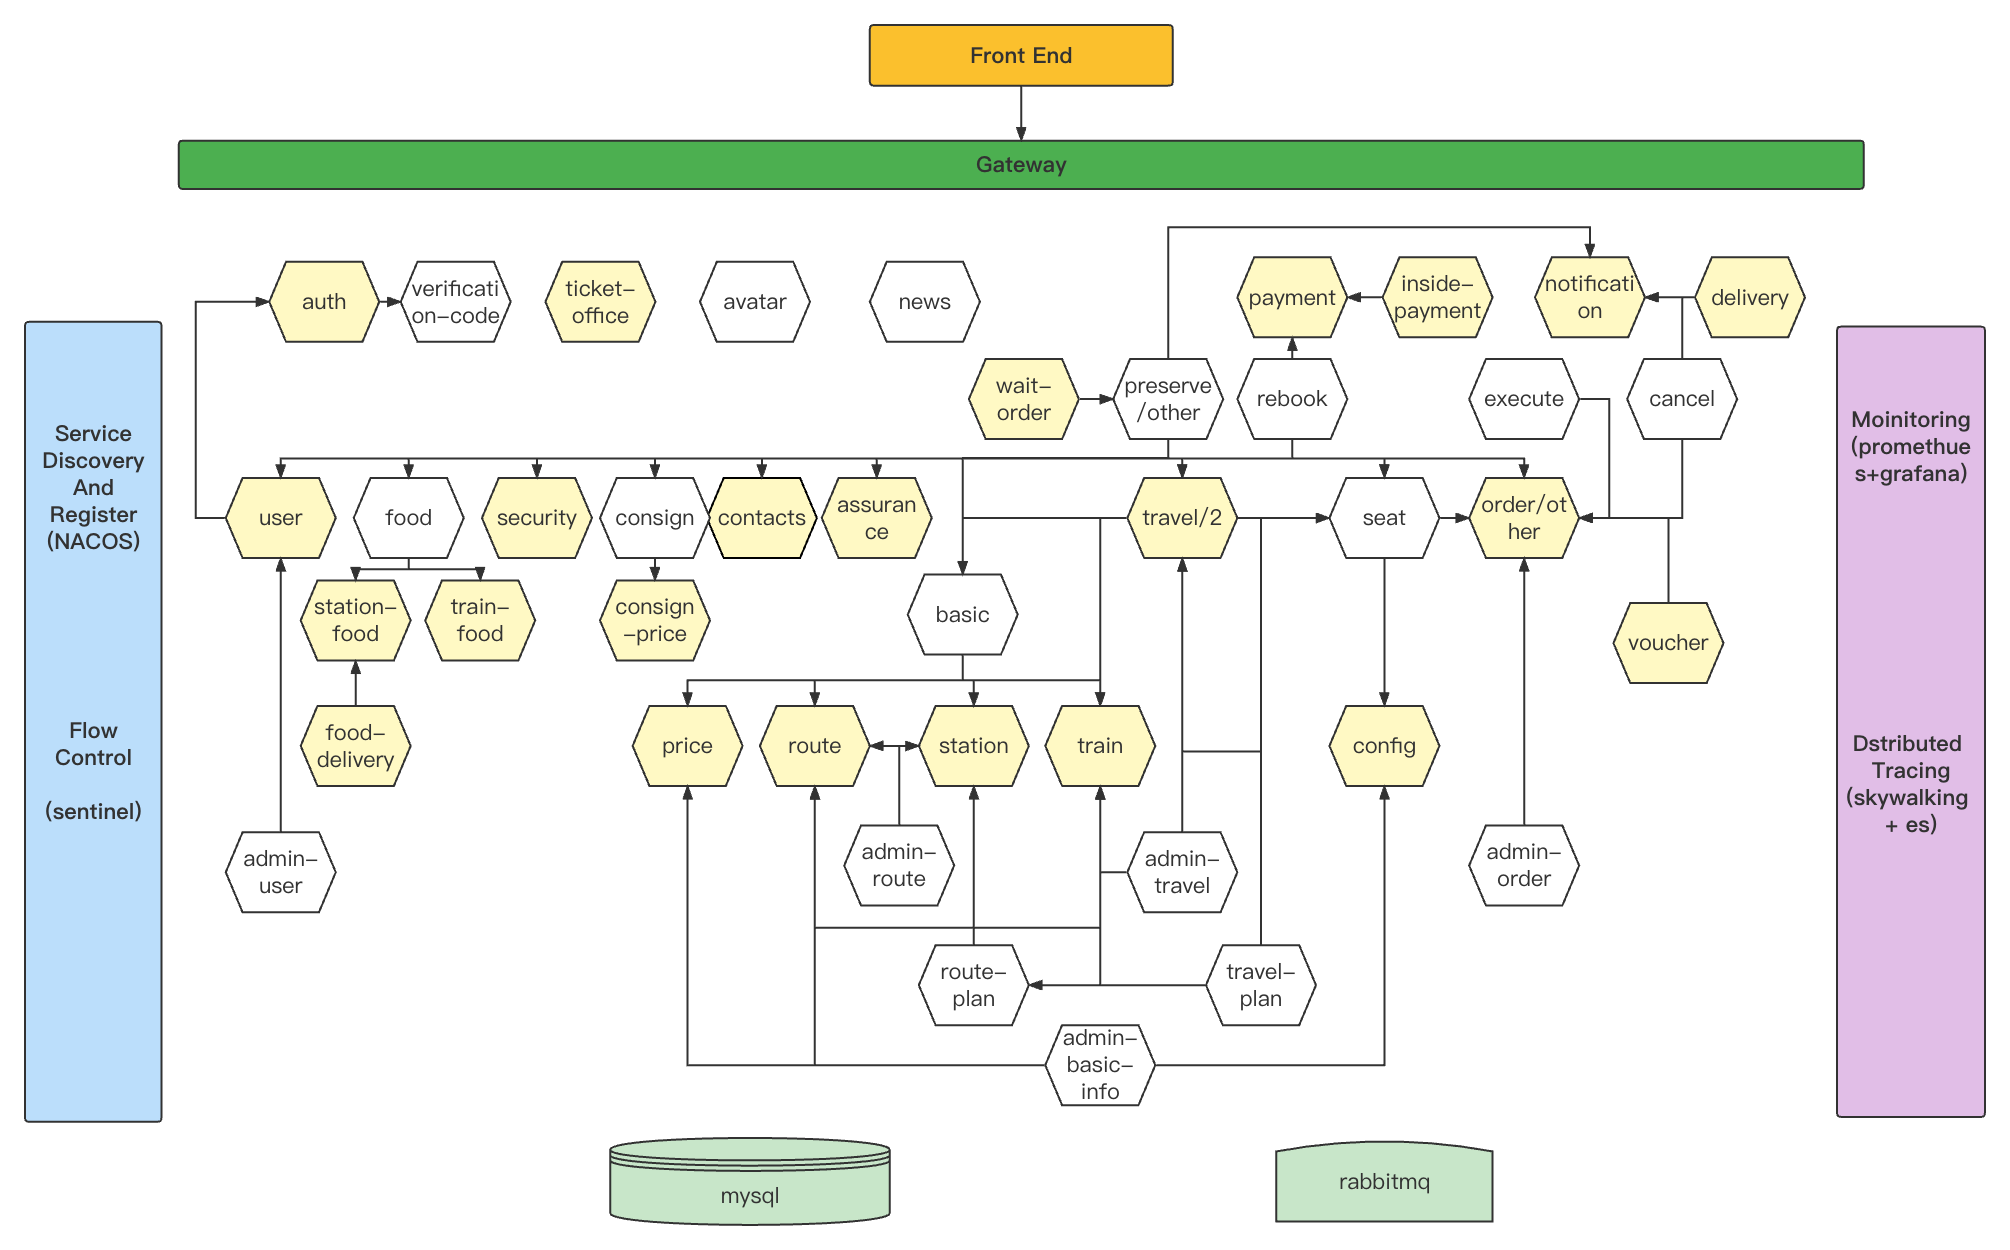 Front End
Gateway
auth
verificati
on-code
ticket-
office
avatar
news
payment
inside-
payment
notificati
on
delivery
wait-
order
preserve
/other
rebook
execute
cancel
Service
Discovery
And
Register
(NACOS)
Flow
Control
(sentinel)
Moinitoring
(promethue
s+grafana)
Dstributed
Tracing
(skywalking
+ es)
user
food
security
consign
contacts
assuran
ce
travel/2
seat
order/ot
her
station-
food
train-
food
consign
-price
basic
voucher
food-
delivery
price
route
station
train
config
admin-
user
admin-
route
admin-
travel
admin-
order
route-
plan
travel-
plan
admin-
basic-
info
mysql
rabbitmq